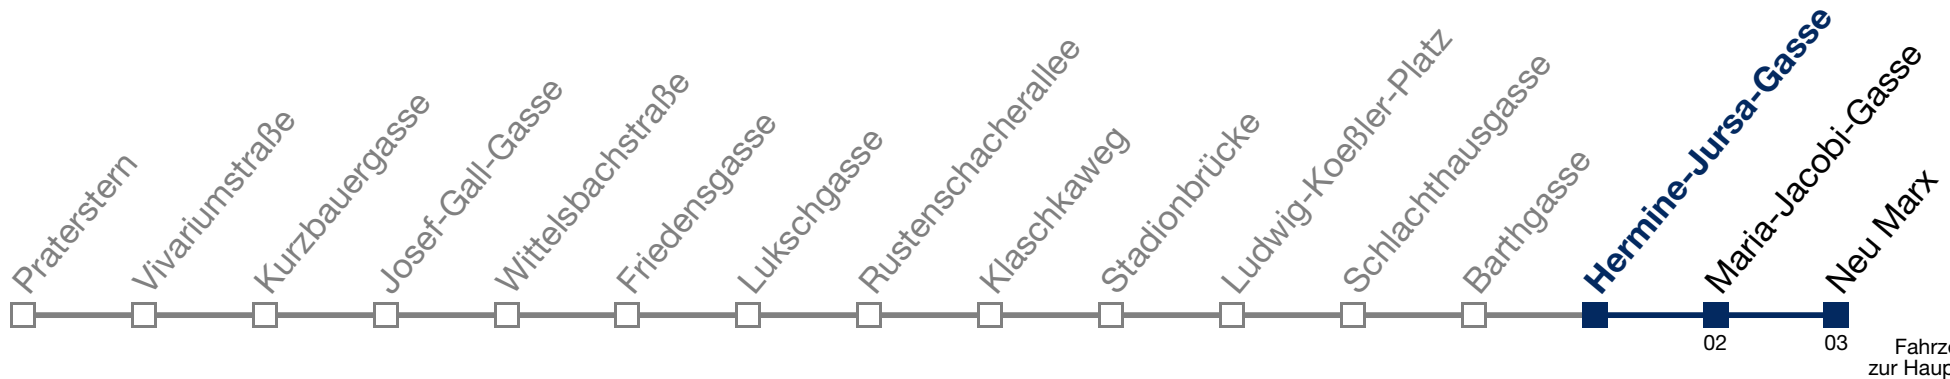 Praterstern
Vivariumstraße
Kurzbauergasse
Josef-Gall-Gasse
Wittelsbachstraße
Friedensgasse
Lukschgasse
Rustenschacherallee
Klaschkaweg
Stadionbrücke
Ludwig-Koeßler-Platz
Schlachthausgasse
Barthgasse
Hermine-Jursa-Gasse
Maria-Jacobi-Gasse
Neu Marx
02
03
zur